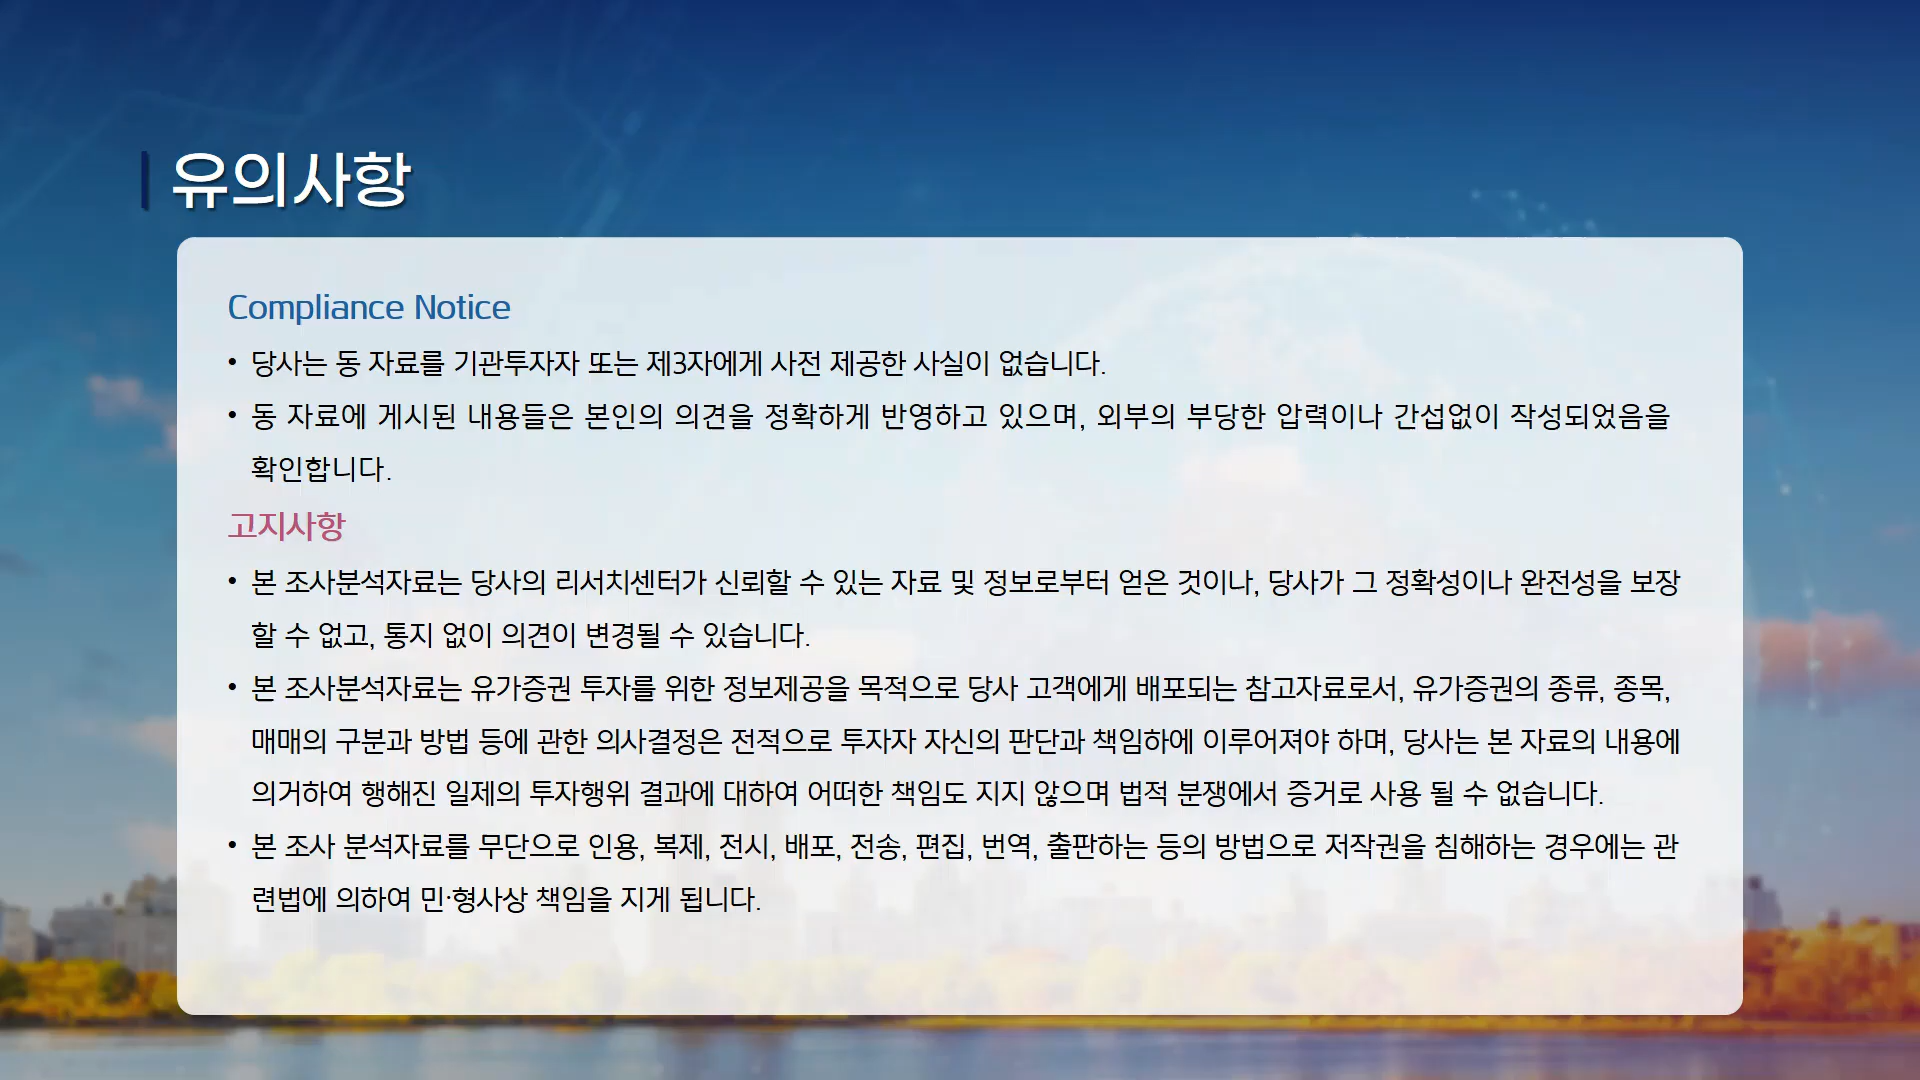 유의사항
Compliance Notice
• 당사는 동 자료를 기관투자자 또는 제3자에게 사전 제공한 사실이 없습니다.
• 동 자료에 게시된 내용들은 본인의 의견을 정확하게 반영하고 있으며, 외부의 부당한 압력이나 간섭없이 작성되었음을
확인합니다.
고지사항
• 본 조사분석자료는 당사의 리서치센터가 신뢰할 수 있는 자료 및 정보로부터 얻은 것이나, 당사가 그 정확성이나 완전성을 보장
할 수 없고, 통지 없이 의견이 변경될 수 있습니다.
• 본 조사분석자료는 유가증권 투자를 위한 정보제공을 목적으로 당사 고객에게 배포되는 참고자료로서, 유가증권의 종류, 종목,
매매의 구분과 방법 등에 관한 의사결정은 전적으로 투자자 자신의 판단과 책임하에 이루어져야 하며, 당사는 본 자료의 내용에
의거하여 행해진 일제의 투자행위 결과에 대하여 어떠한 책임도 지지 않으며 법적 분쟁에서 증거로 사용 될 수 없습니다.
• 본 조사 분석자료를 무단으로 인용, 복제, 전시, 배포, 전송, 편집, 번역, 출판하는 등의 방법으로 저작권을 침해하는 경우에는 관
련법에 의하여 민·형사상 책임을 지게 됩니다.